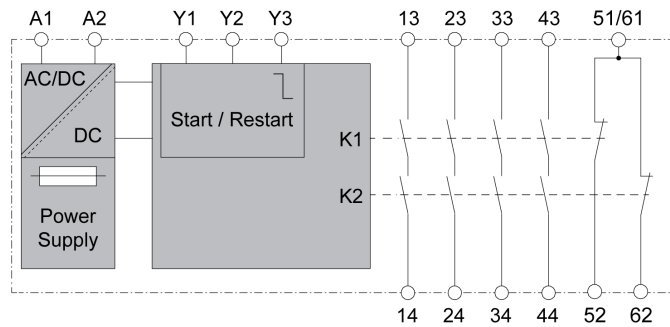 A1 A2 Y1 Y2 Y3 13 23 33 43 51/61
AC/DC
DC
Start / Restart
K1
K2
Power
Supply
14 24 34 44 52 62